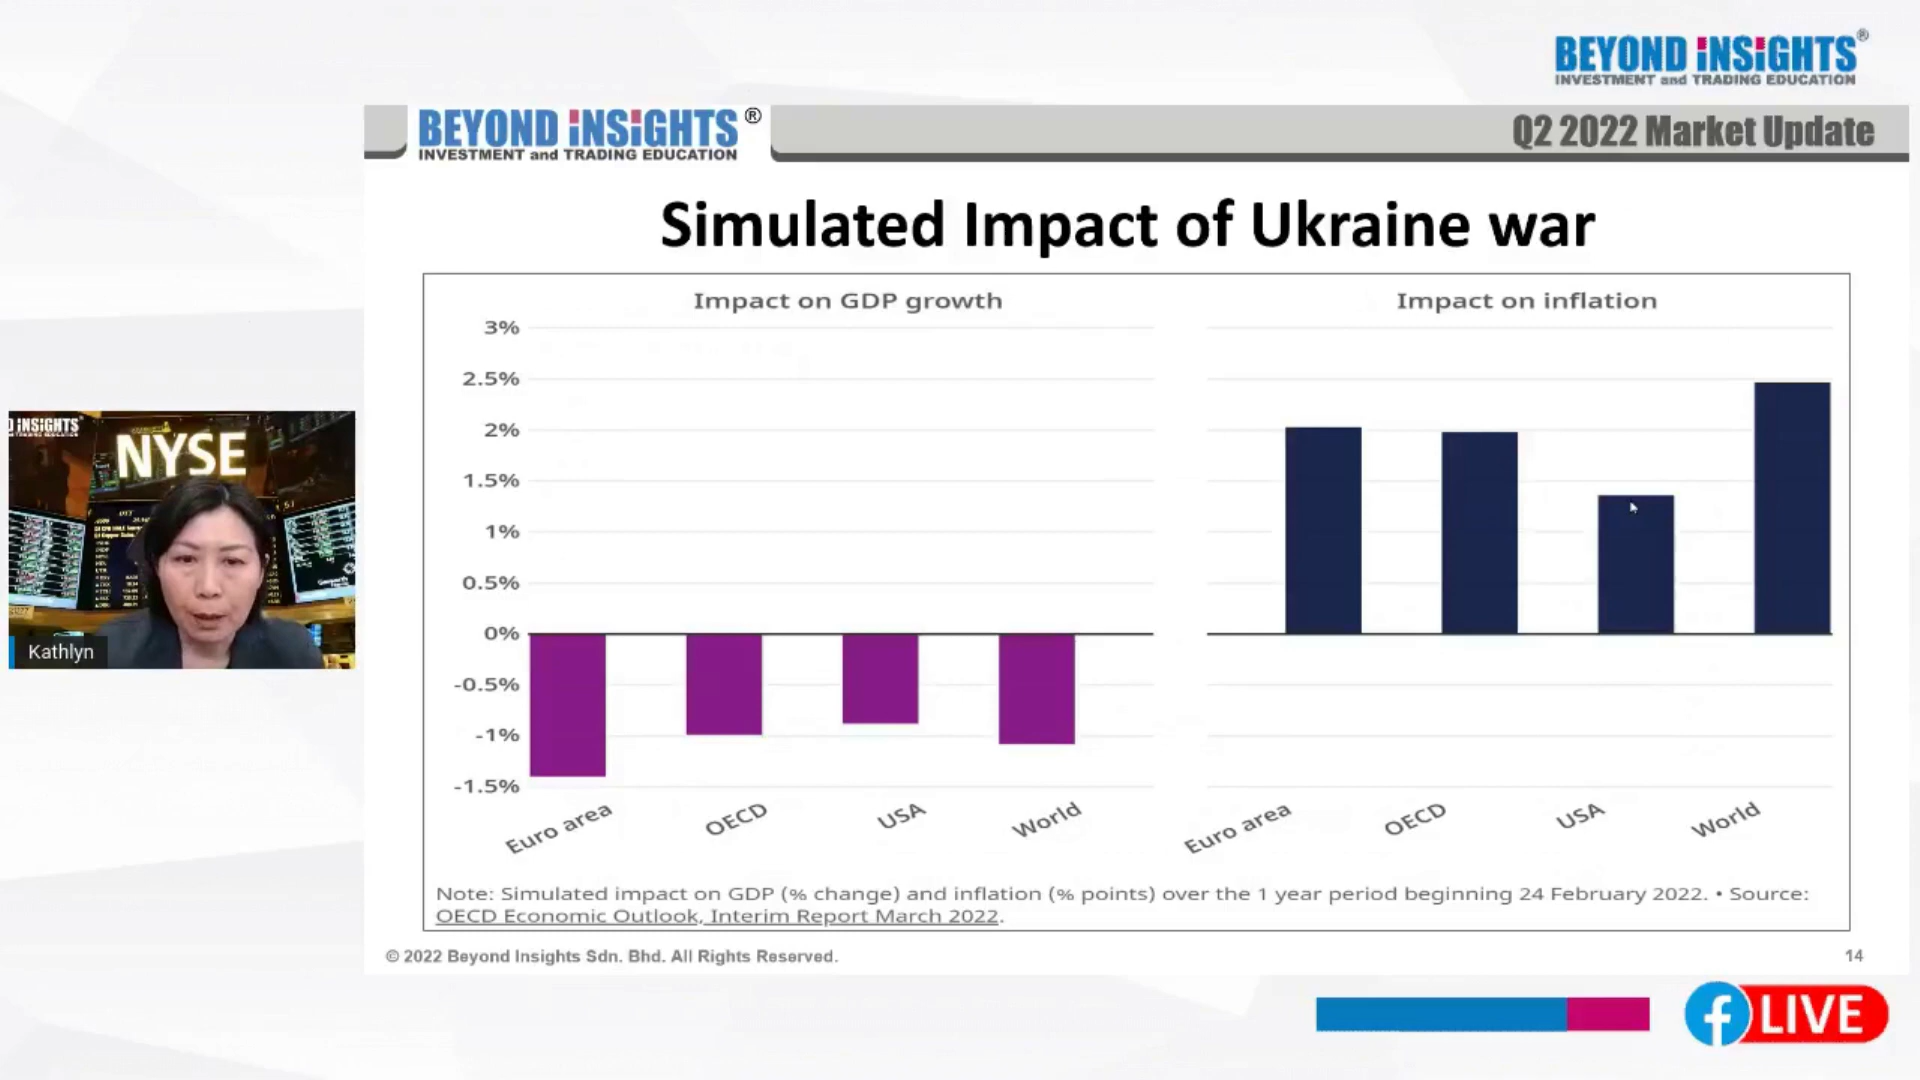 BEYOND iNSiGHTS®
INVESTMENT and TRADING EDUCATION
BEYOND iNSiGHTS®
INVESTMENT and TRADING EDUCATION
Q2 2022 Market Update
Simulated Impact of Ukraine war
Impact on GDP growth
Impact on inflation
3%
2.5%
2%
1.5%
1%
0.5%
0%
-0.5%
-1%
-1.5%
Euro area
OECD
USA
World
Euro area
OECD
USA
World
Note: Simulated impact on GDP (% change) and inflation (% points) over the 1 year period beginning 24 February 2022. • Source:
OECD Economic Outlook, Interim Report March 2022.
© 2022 Beyond Insights Sdn. Bhd. All Rights Reserved.
14
iNSiGHTS
NYSE
Kathlyn
f LIVE